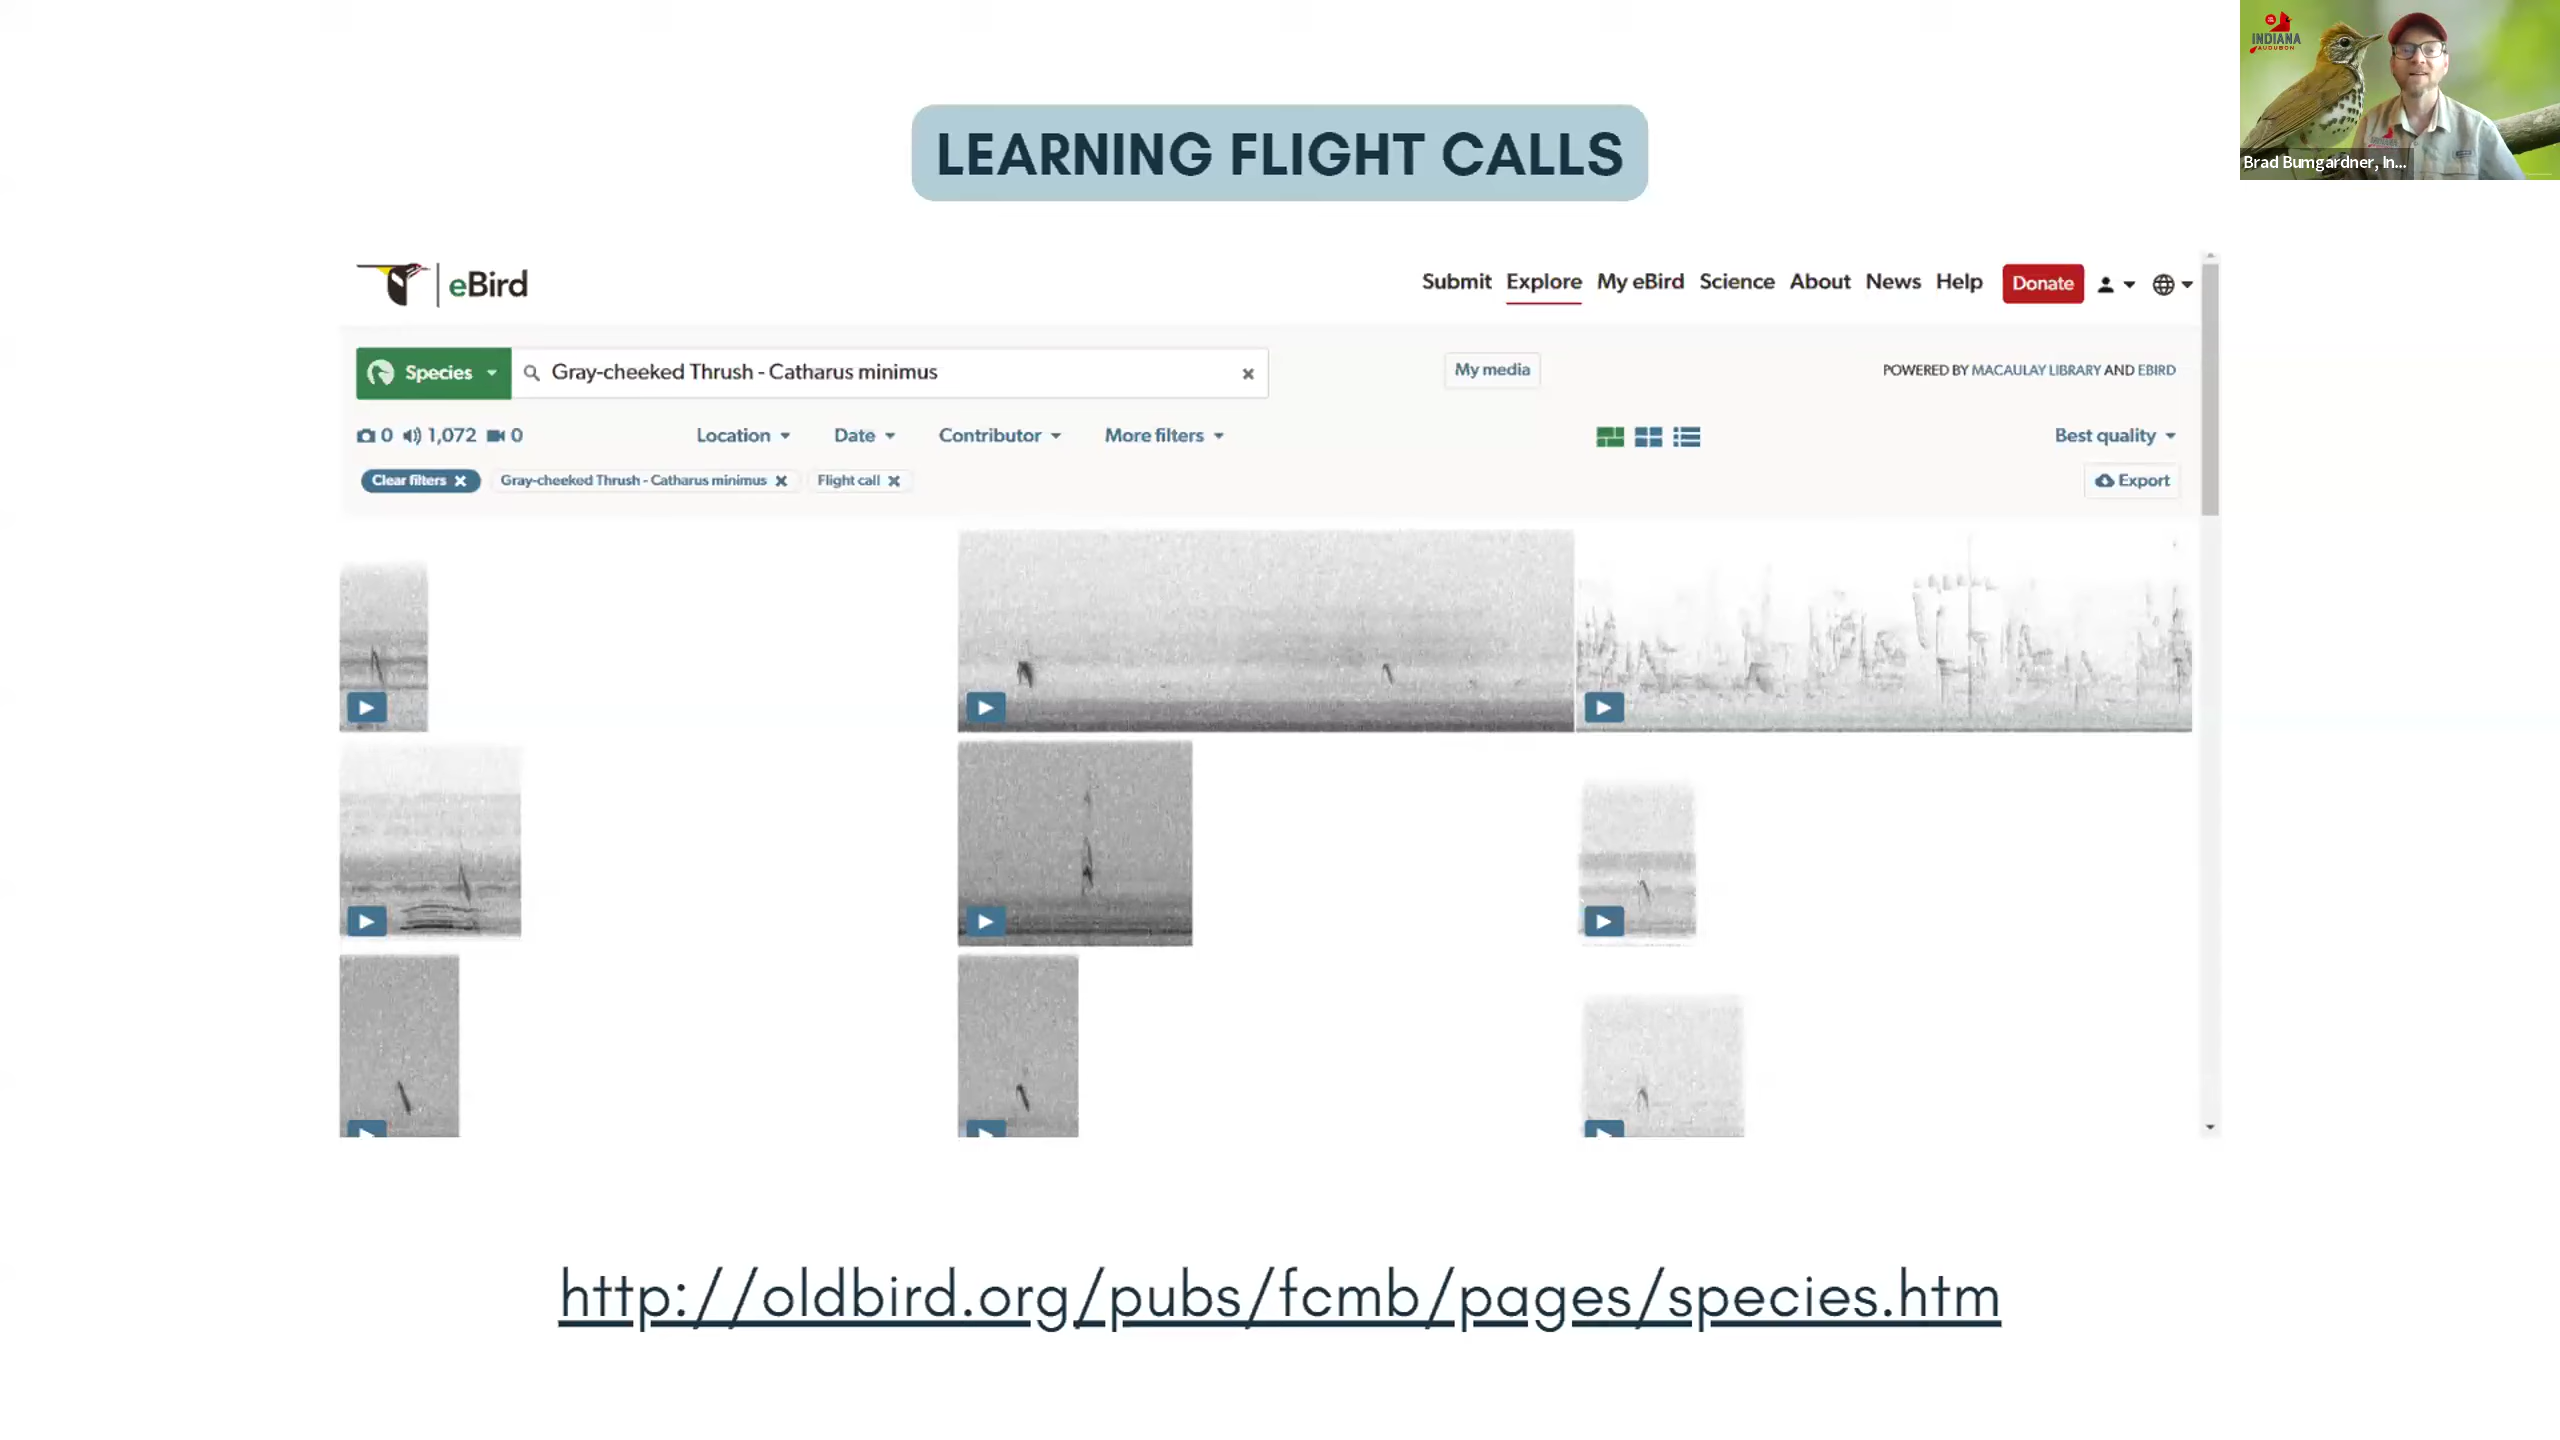 INDIANA
AUDUBON
Brad Bumgardner, In...
LEARNING FLIGHT CALLS
eBird
Submit Explore My eBird Science About News Help Donate
Species Gray-cheeked Thrush - Catharus minimus
My media
POWERED BY MACAULAY LIBRARY AND EBIRD
0 1,072 0 Location Date Contributor More filters
Best quality
Clear filters Gray-cheeked Thrush - Catharus minimus Flight call
Export
http://oldbird.org/pubs/fcmb/pages/species.htm